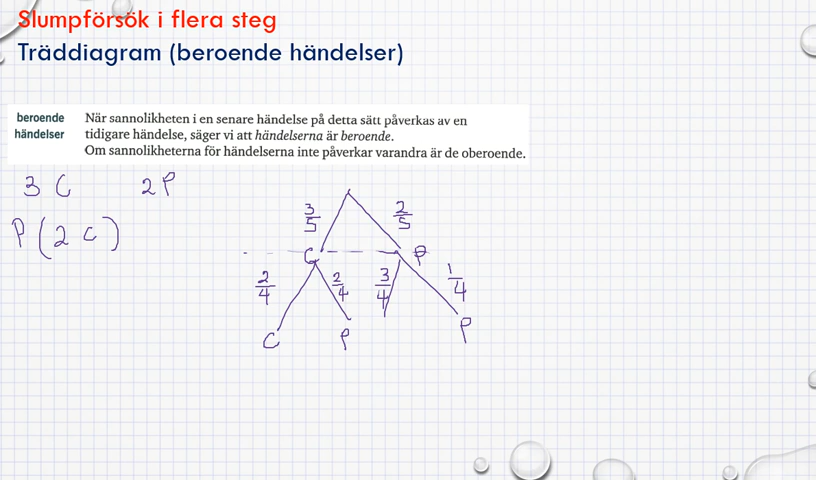 Slumpförsök i flera steg
Träddiagram (beroende händelser)
beroende händelser
När sannolikheten i en senare händelse på detta sätt påverkas av en
tidigare händelse, säger vi att händelserna är beroende.
Om sannolikheterna för händelserna inte påverkar varandra är de oberoende.
3 C 2 P
P (2 C)
3/5 2/5
C P
2/4 2/4 3/4 1/4
C P P